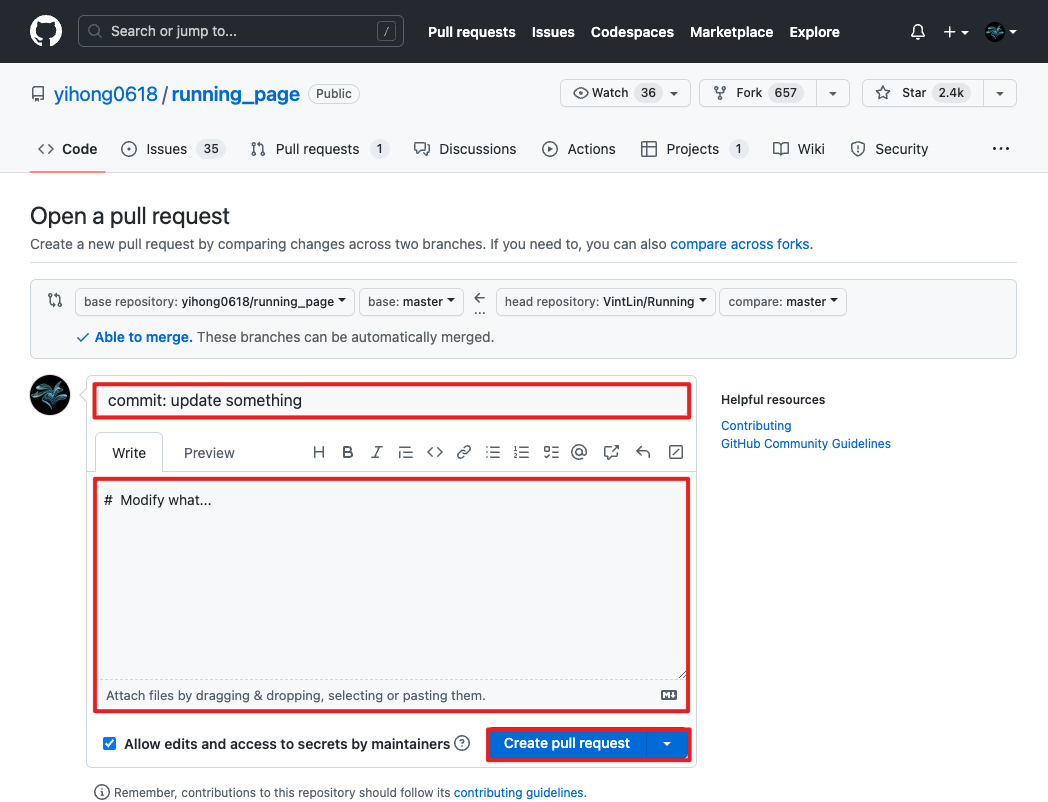 Search or jump to... /
Pull requests Issues Codespaces Marketplace Explore
yihong0618 / running_page Public
Watch 36 Fork 657 Star 2.4k
Code Issues 35 Pull requests 1 Discussions Actions Projects 1 Wiki Security ...
Open a pull request
Create a new pull request by comparing changes across two branches. If you need to, you can also compare across forks.
base repository: yihong0618/running_page base: master ... head repository: VintLin/Running compare: master
Able to merge. These branches can be automatically merged.
commit: update something
Write Preview
# Modify what...
Attach files by dragging & dropping, selecting or pasting them.
Allow edits and access to secrets by maintainers
Create pull request
Remember, contributions to this repository should follow its contributing guidelines.
Helpful resources
Contributing
GitHub Community Guidelines